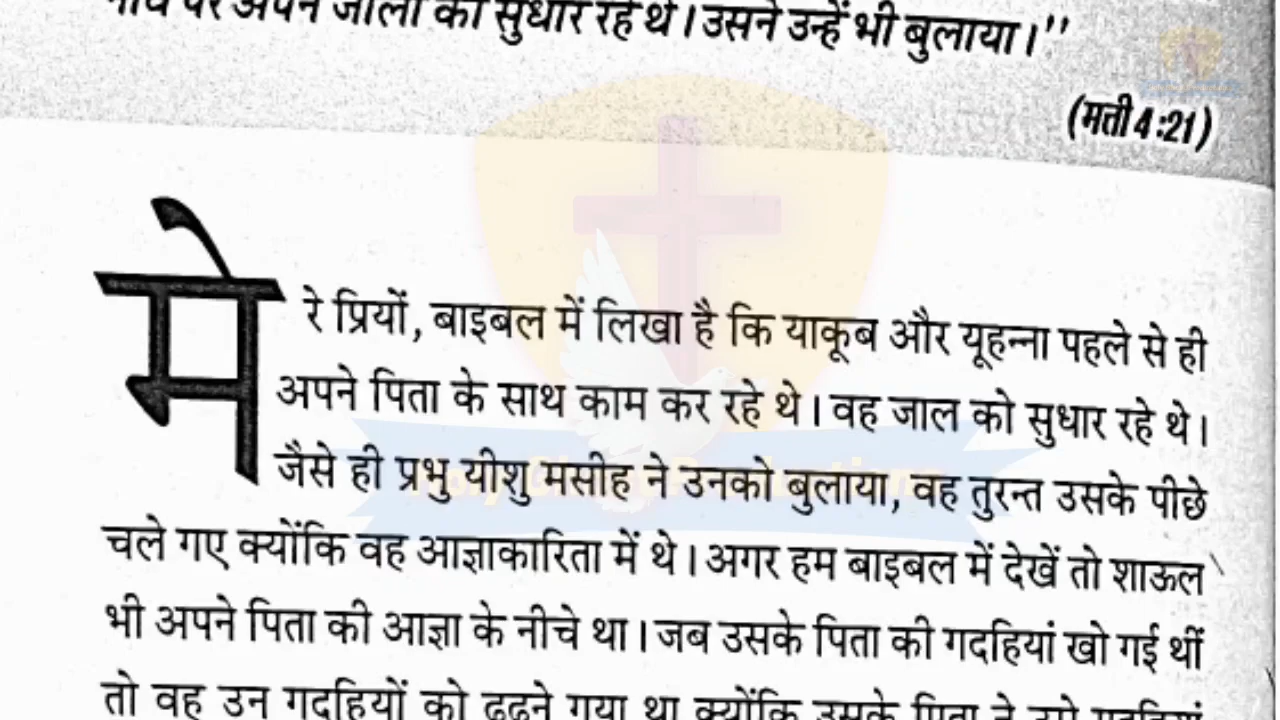 पर अपने जालों को सुधार रहे थे। उसने उन्हें भी बुलाया।''
(मत्ती 4:21)
मेरे प्रियों, बाइबल में लिखा है कि याकूब और यूहन्ना पहले से ही
अपने पिता के साथ काम कर रहे थे। वह जाल को सुधार रहे थे।
जैसे ही प्रभु यीशु मसीह ने उनको बुलाया, वह तुरन्त उसके पीछे
चले गए क्योंकि वह आज्ञाकारिता में थे। अगर हम बाइबल में देखें तो शाऊल
भी अपने पिता की आज्ञा के नीचे था। जब उसके पिता की गदहियां खो गई थीं
तो वह उन गदहियों को ढूढने गया था क्योंकि उसके पिता ने